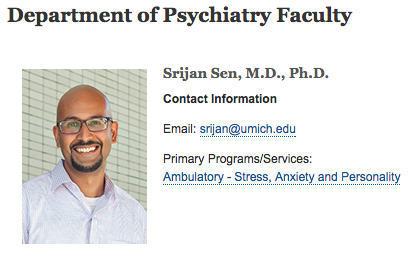 Department of Psychiatry Faculty
Srijan Sen, M.D., Ph.D.
Contact Information
Email: srijan@umich.edu
Primary Programs/Services:
Ambulatory - Stress, Anxiety and Personality